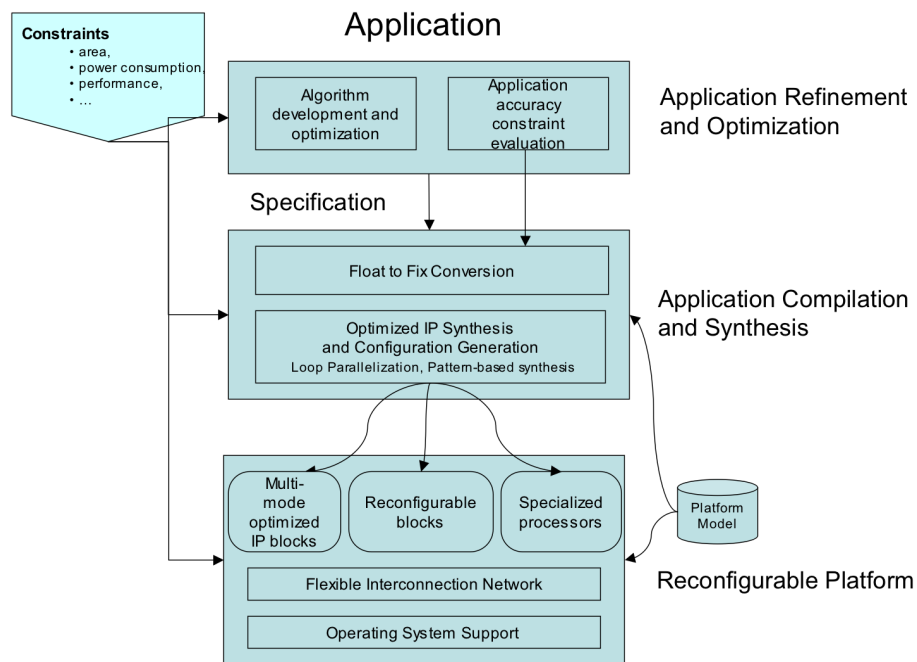 Application
Constraints
• area,
• power consumption,
• performance,
• ...
Algorithm
development and
optimization
Application
accuracy
constraint
evaluation
Application Refinement
and Optimization
Specification
Float to Fix Conversion
Optimized IP Synthesis
and Configuration Generation
Loop Parallelization, Pattern-based synthesis
Application Compilation
and Synthesis
Multi-
mode
optimized
IP blocks
Reconfigurable
blocks
Specialized
processors
Platform
Model
Flexible Interconnection Network
Operating System Support
Reconfigurable Platform